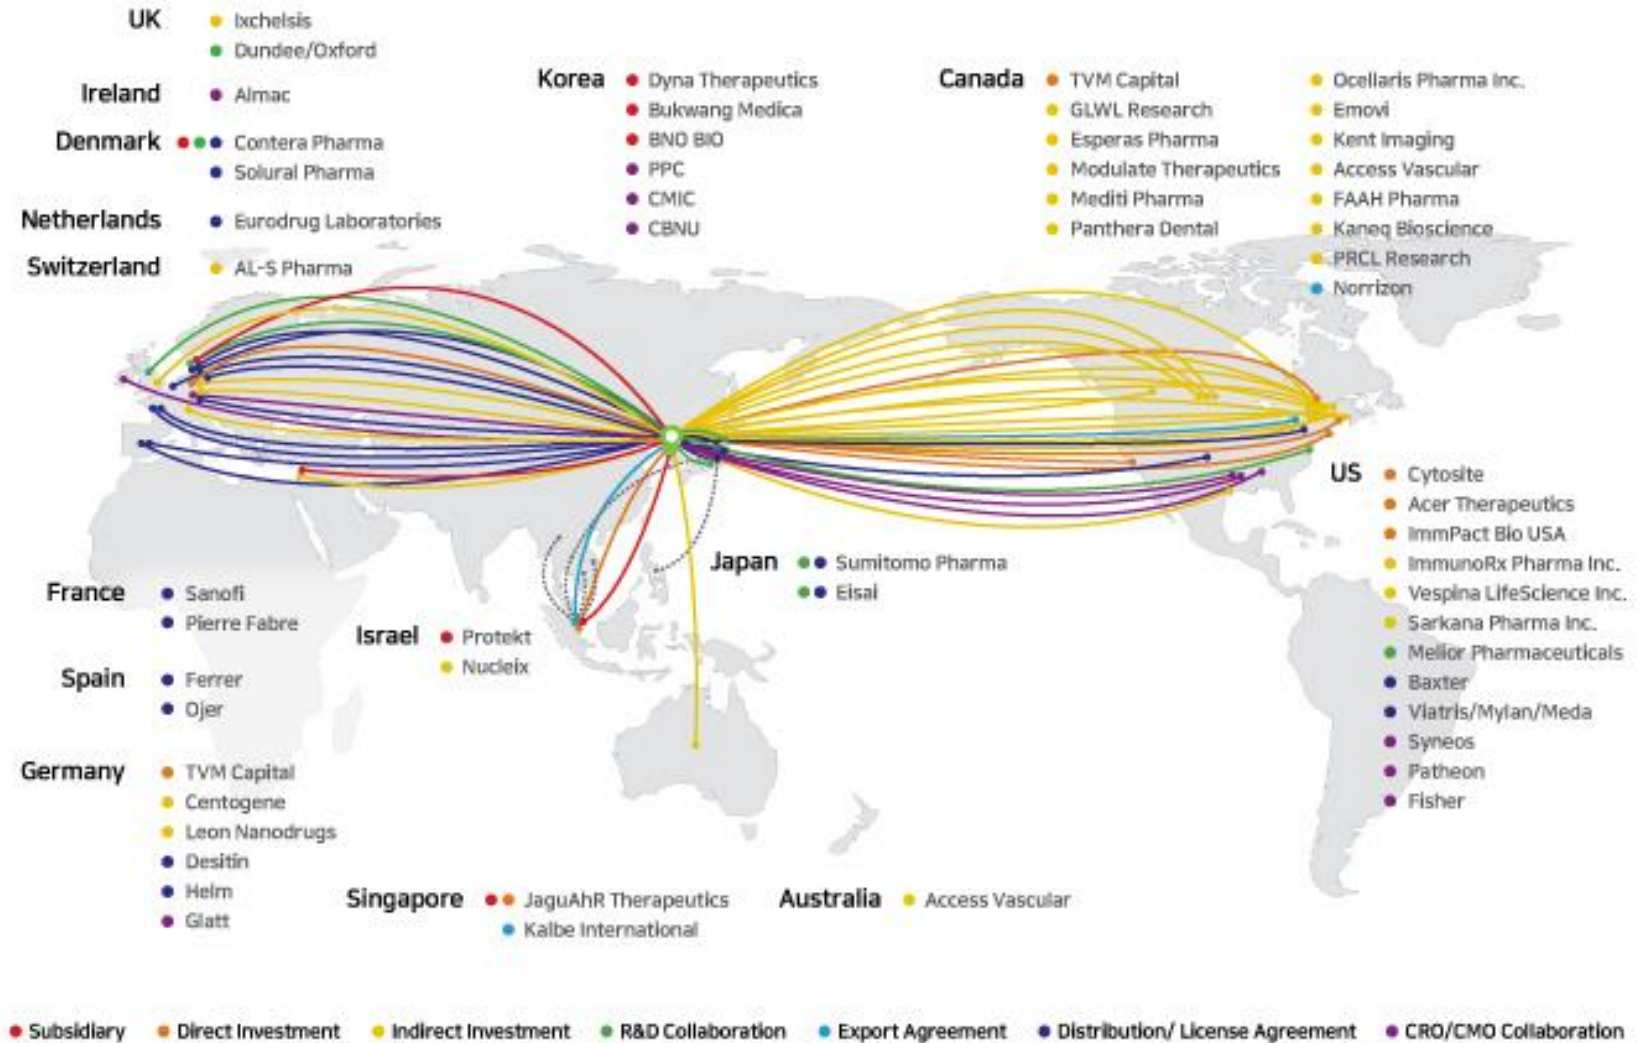 UK
Ixchelsis
Dundee/Oxford
Ireland
Almac
Denmark
Contera Pharma
Solural Pharma
Netherlands
Eurodrug Laboratories
Switzerland
AL-S Pharma
Korea
Dyna Therapeutics
Bukwang Medica
BNO BIO
PPC
CMIC
CBNU
Canada
TVM Capital
GLWL Research
Esperas Pharma
Modulate Therapeutics
Mediti Pharma
Panthera Dental
Ocellaris Pharma Inc.
Emovi
Kent Imaging
Access Vascular
FAAH Pharma
Kaneq Bioscience
PRCL Research
Norrizon
US
Cytosite
Acer Therapeutics
ImmPact Bio USA
ImmunoRx Pharma Inc.
Vespina LifeScience Inc.
Sarkana Pharma Inc.
Melior Pharmaceuticals
Baxter
Viatris/Mylan/Meda
Syneos
Patheon
Fisher
Japan
Sumitomo Pharma
Eisai
France
Sanofi
Pierre Fabre
Israel
Protekt
Nucleix
Spain
Ferrer
Ojer
Germany
TVM Capital
Centogene
Leon Nanodrugs
Desitin
Helm
Glatt
Singapore
JaguAhR Therapeutics
Kalbe International
Australia
Access Vascular
Subsidiary
Direct Investment
Indirect Investment
R&D Collaboration
Export Agreement
Distribution/ License Agreement
CRO/CMO Collaboration